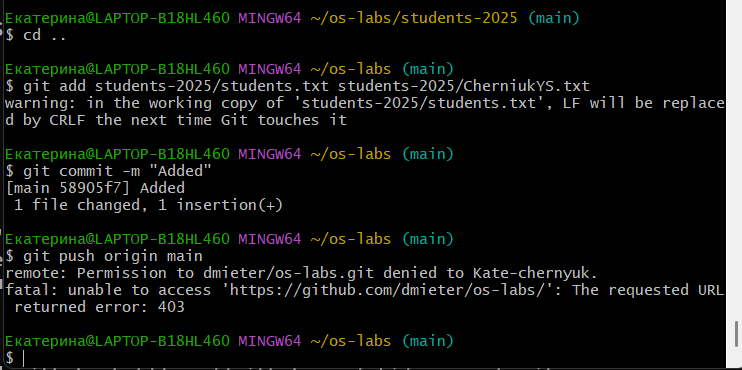 Екатерина@LAPTOP-B18HL460 MINGW64 ~/os-labs/students-2025 (main)
$ cd ..
Екатерина@LAPTOP-B18HL460 MINGW64 ~/os-labs (main)
$ git add students-2025/students.txt students-2025/CherniukYS.txt
warning: in the working copy of 'students-2025/students.txt', LF will be replace
d by CRLF the next time Git touches it
Екатерина@LAPTOP-B18HL460 MINGW64 ~/os-labs (main)
$ git commit -m "Added"
[main 58905f7] Added
 1 file changed, 1 insertion(+)
Екатерина@LAPTOP-B18HL460 MINGW64 ~/os-labs (main)
$ git push origin main
remote: Permission to dmieter/os-labs.git denied to Kate-chernyuk.
fatal: unable to access 'https://github.com/dmieter/os-labs/': The requested URL
 returned error: 403
Екатерина@LAPTOP-B18HL460 MINGW64 ~/os-labs (main)
$